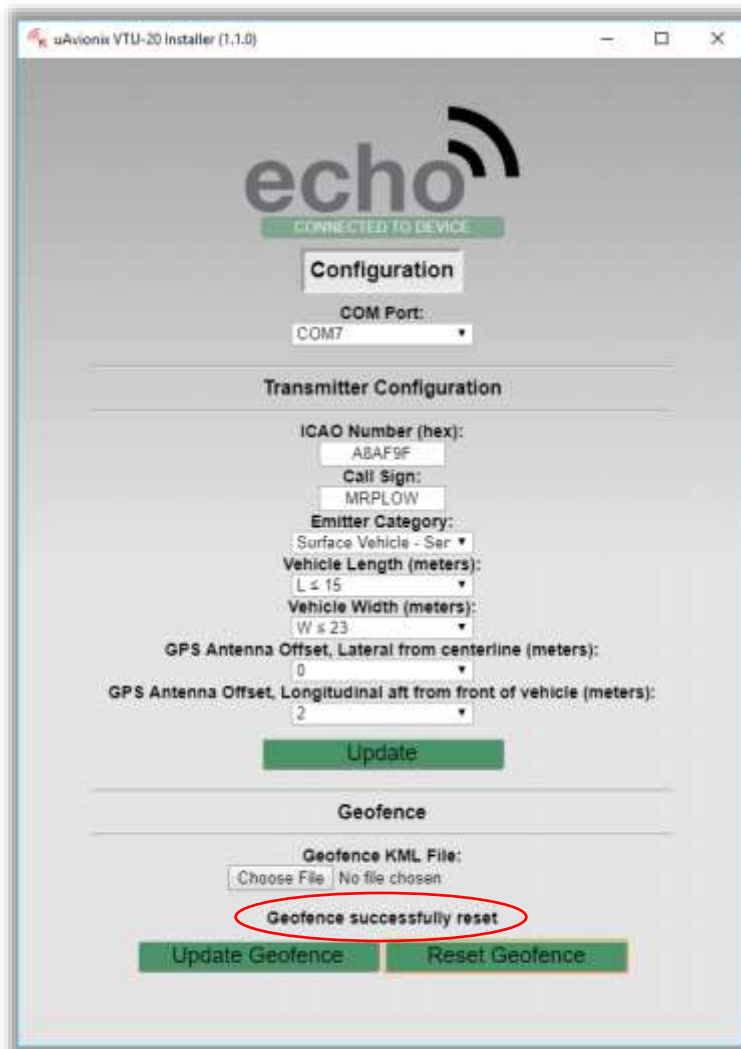 uAvionix VTU-20 Installer (1.1.0)
echo
CONNECTED TO DEVICE
Configuration
COM Port:
COM7
Transmitter Configuration
ICAO Number (hex):
A8AF9F
Call Sign:
MRPLOW
Emitter Category:
Surface Vehicle - Ser
Vehicle Length (meters):
L ≤ 15
Vehicle Width (meters):
W ≤ 23
GPS Antenna Offset, Lateral from centerline (meters):
0
GPS Antenna Offset, Longitudinal aft from front of vehicle (meters):
2
Update
Geofence
Geofence KML File:
Choose File No file chosen
Geofence successfully reset
Update Geofence Reset Geofence